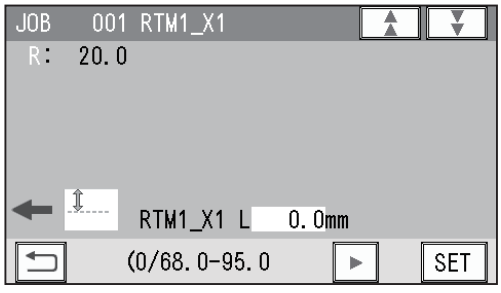 JOB 001 RTM1_X1
R: 20.0
RTM1_X1 L 0.0mm
(0/68.0-95.0
SET